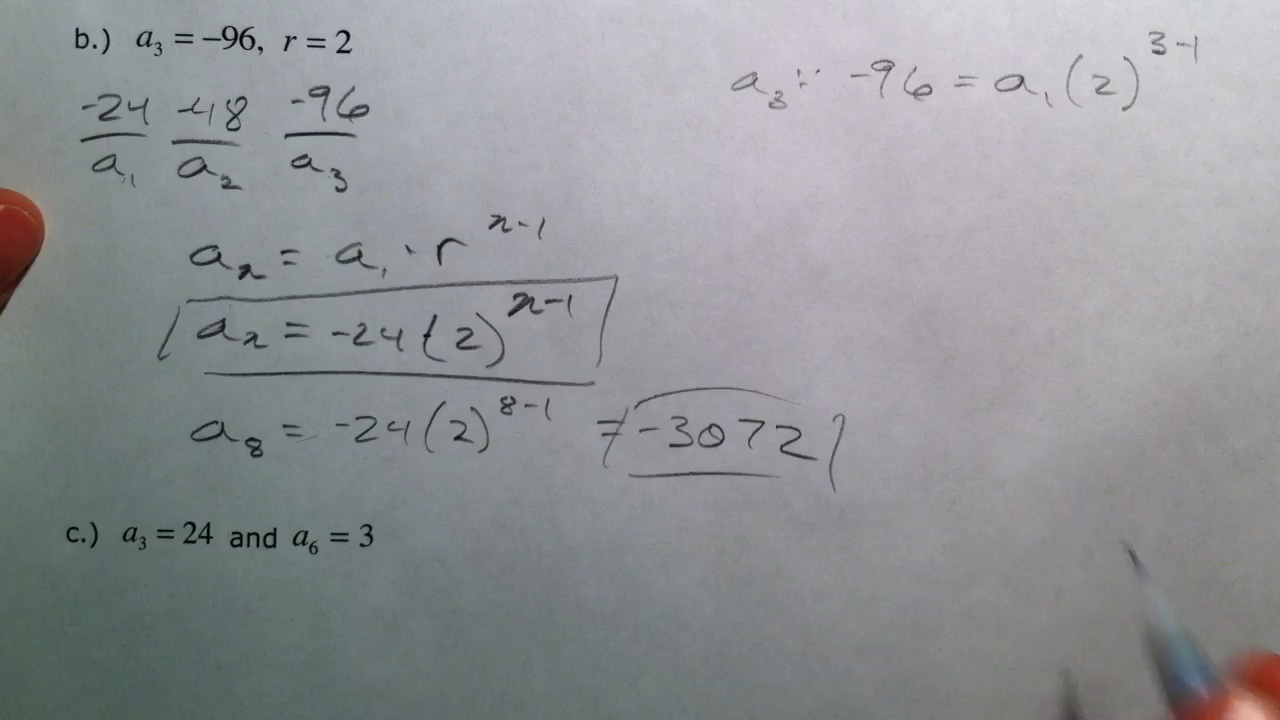 b.) a₃ = −96, r = 2
a₃: -96 = a₁(2)³⁻¹
-24 -48 -96
a₁ a₂ a₃
aₙ = a₁ · rⁿ⁻¹
aₙ = -24(2)ⁿ⁻¹
a₈ = -24(2)⁸⁻¹ = -3072
c.) a₃ = 24 and a₆ = 3